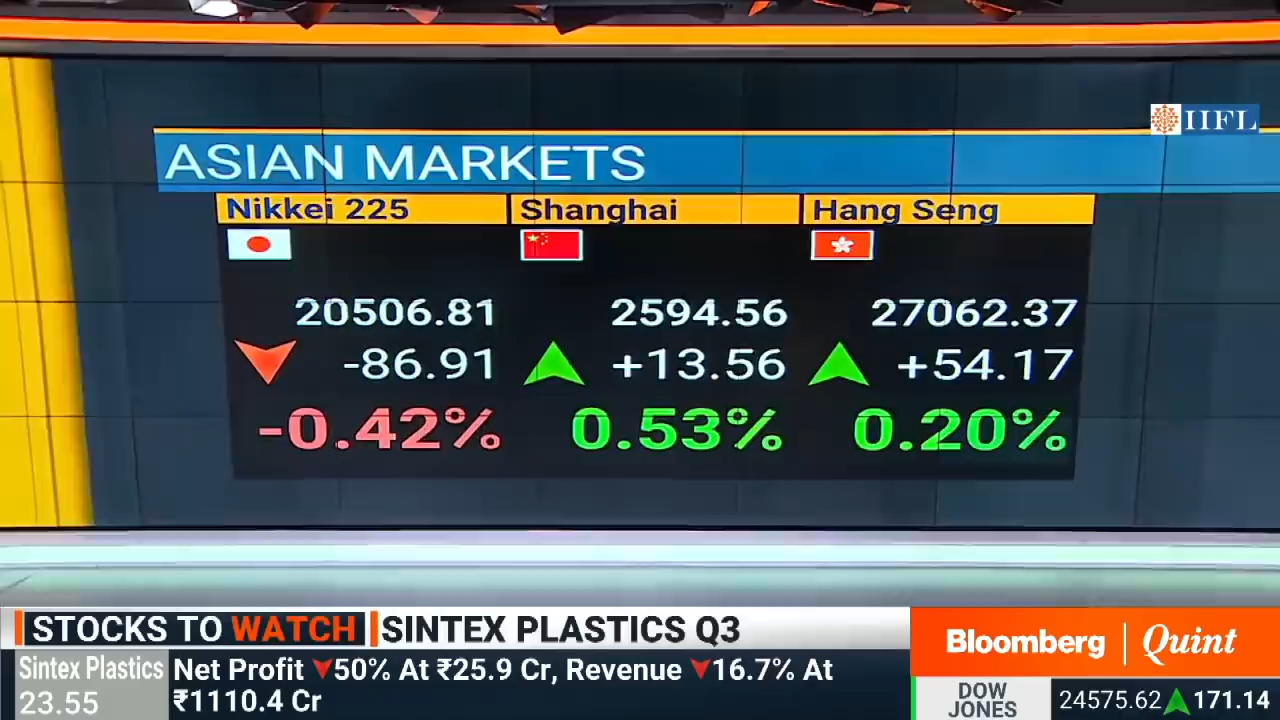 IIFL
ASIAN MARKETS
Nikkei 225 Shanghai Hang Seng
20506.81 2594.56 27062.37
-86.91 +13.56 +54.17
-0.42% 0.53% 0.20%
STOCKS TO WATCH SINTEX PLASTICS Q3
Sintex Plastics
23.55
Net Profit 50% At ₹25.9 Cr, Revenue 16.7% At
₹1110.4 Cr
Bloomberg | Quint
DOW
JONES
24575.62 171.14